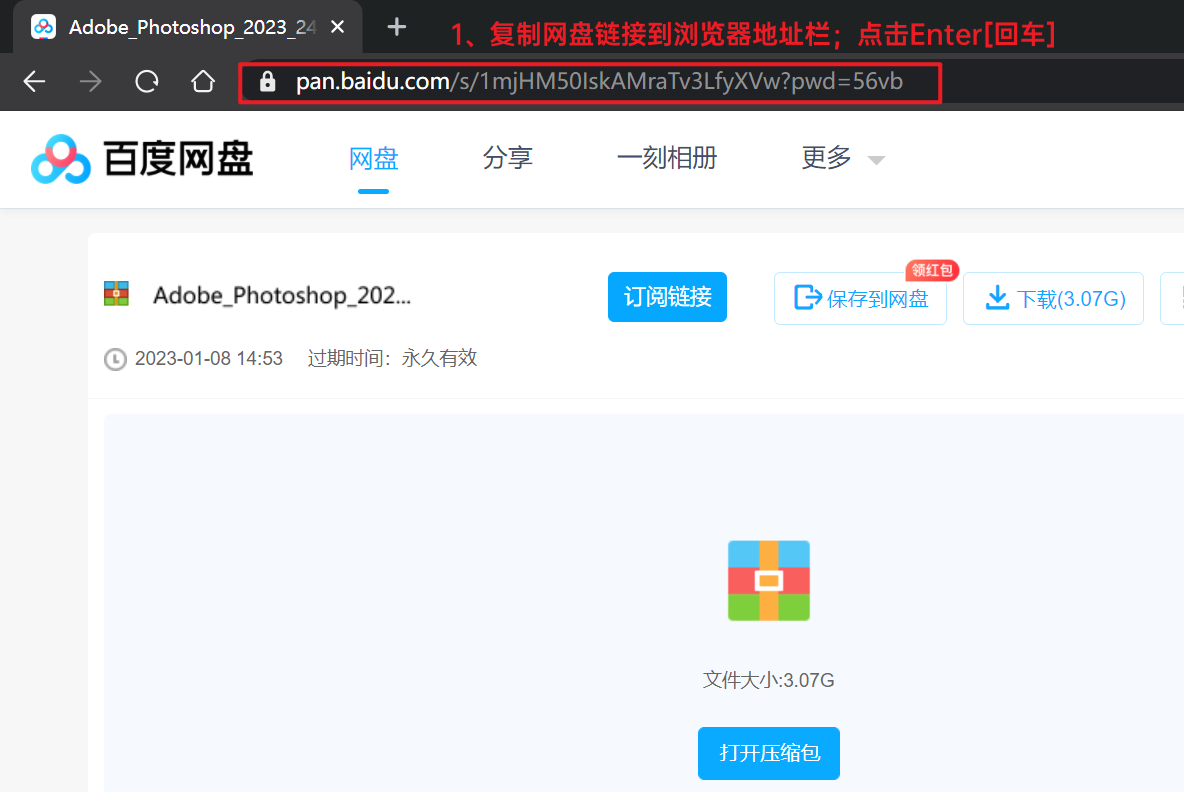 Adobe_Photoshop_2023_24
1、复制网盘链接到浏览器地址栏；点击Enter[回车]
pan.baidu.com/s/1mjHM50IskAMraTv3LfyXVw?pwd=56vb
百度网盘 网盘 分享 一刻相册 更多
领红包
Adobe_Photoshop_202... 订阅链接 保存到网盘 下载(3.07G)
2023-01-08 14:53 过期时间：永久有效
文件大小:3.07G
打开压缩包